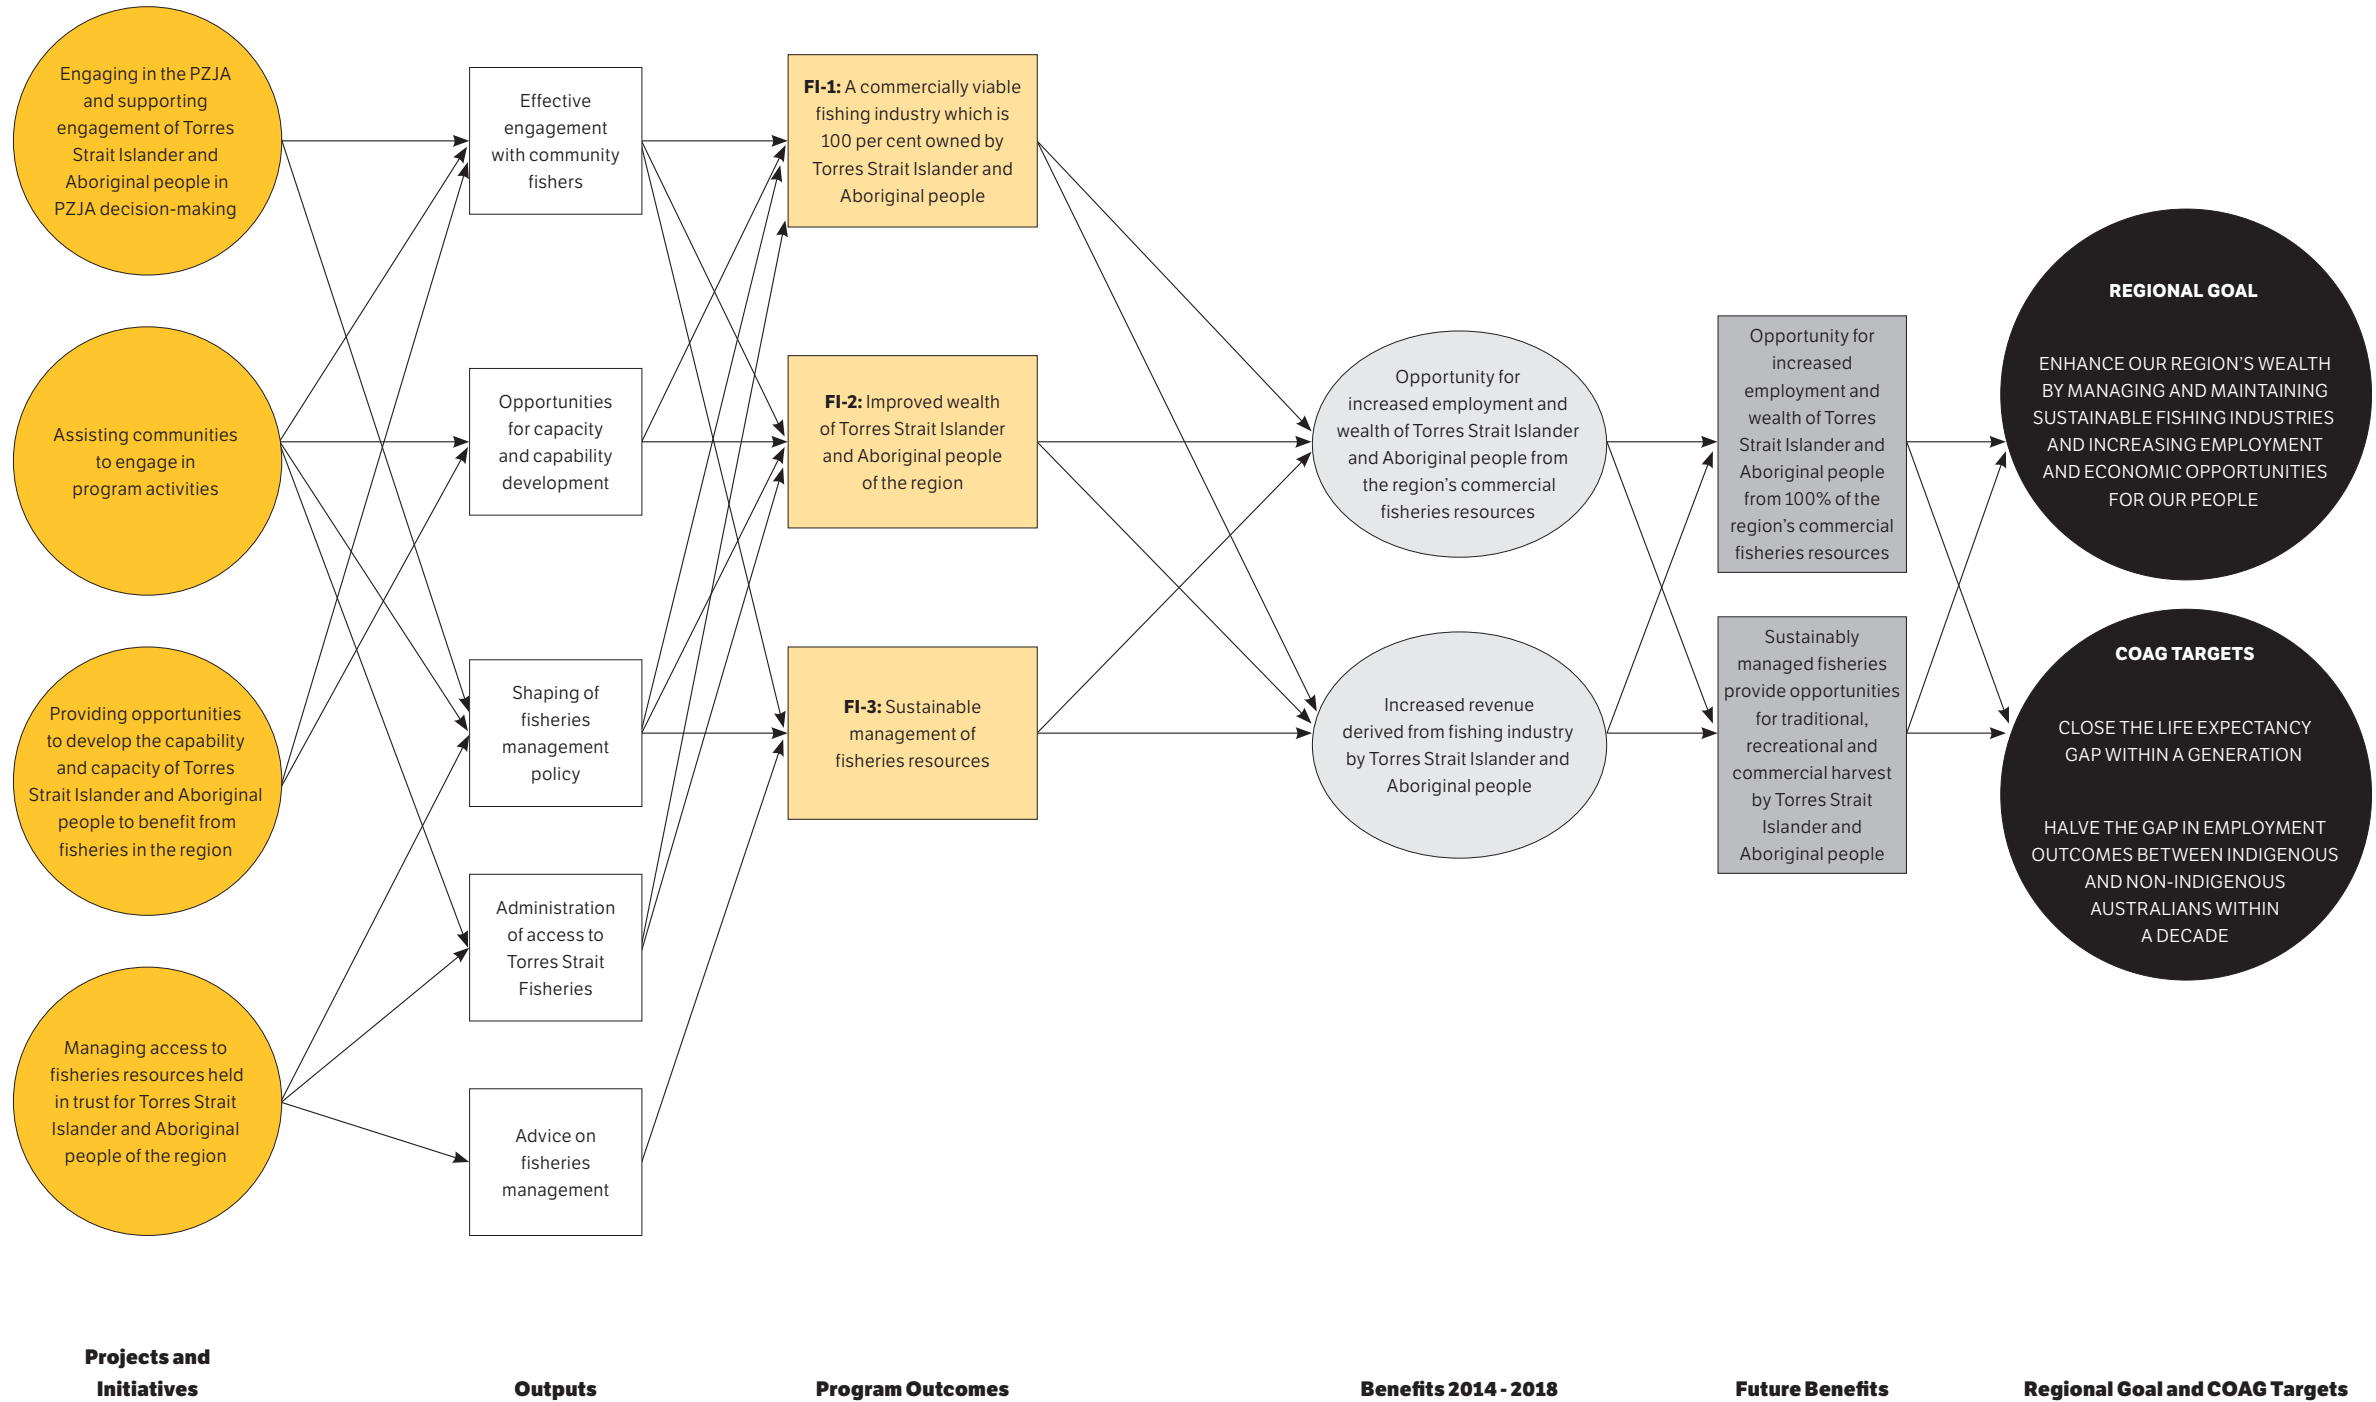 Engaging in the PZJA
and supporting
engagement of Torres
Strait Islander and
Aboriginal people in
PZJA decision-making
Assisting communities
to engage in
program activities
Providing opportunities
to develop the capability
and capacity of Torres
Strait Islander and Aboriginal
people to benefit from
fisheries in the region
Managing access to
fisheries resources held
in trust for Torres Strait
Islander and Aboriginal
people of the region
Projects and
Initiatives
Effective
engagement
with community
fishers
Opportunities
for capacity
and capability
development
Shaping of
fisheries
management
policy
Administration
of access to
Torres Strait
Fisheries
Advice on
fisheries
management
Outputs
FI-1: A commercially viable
fishing industry which is
100 per cent owned by
Torres Strait Islander and
Aboriginal people
FI-2: Improved wealth
of Torres Strait Islander
and Aboriginal people
of the region
FI-3: Sustainable
management of
fisheries resources
Program Outcomes
Opportunity for
increased employment and
wealth of Torres Strait Islander
and Aboriginal people from
the region's commercial
fisheries resources
Increased revenue
derived from fishing industry
by Torres Strait Islander and
Aboriginal people
Benefits 2014 - 2018
Opportunity for
increased
employment and
wealth of Torres
Strait Islander and
Aboriginal people
from 100% of the
region's commercial
fisheries resources
Sustainably
managed fisheries
provide opportunities
for traditional,
recreational and
commercial harvest
by Torres Strait
Islander and
Aboriginal people
Future Benefits
REGIONAL GOAL
ENHANCE OUR REGION'S WEALTH
BY MANAGING AND MAINTAINING
SUSTAINABLE FISHING INDUSTRIES
AND INCREASING EMPLOYMENT
AND ECONOMIC OPPORTUNITIES
FOR OUR PEOPLE
COAG TARGETS
CLOSE THE LIFE EXPECTANCY
GAP WITHIN A GENERATION
HALVE THE GAP IN EMPLOYMENT
OUTCOMES BETWEEN INDIGENOUS
AND NON-INDIGENOUS
AUSTRALIANS WITHIN
A DECADE
Regional Goal and COAG Targets